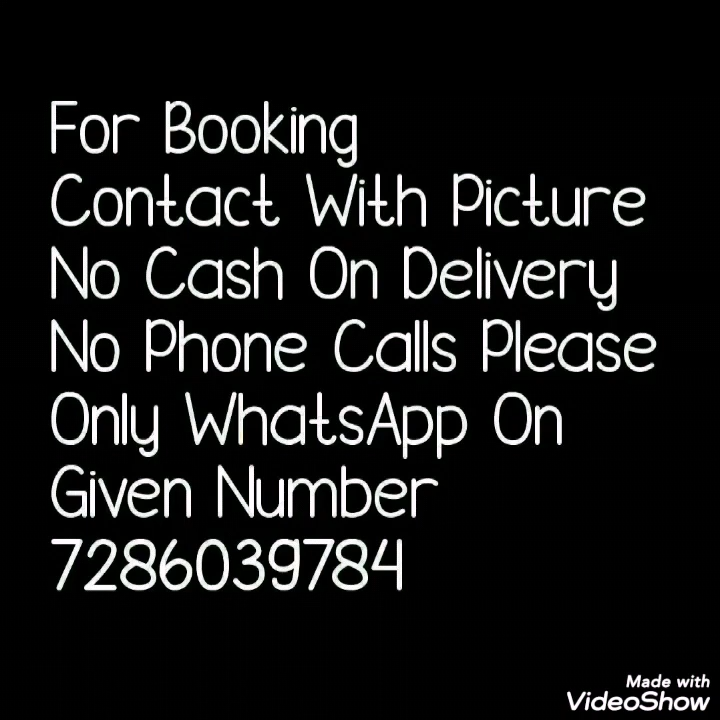 For Booking
Contact With Picture
No Cash On Delivery
No Phone Calls Please
Only WhatsApp On
Given Number
7286039784
Made with
VideoShow